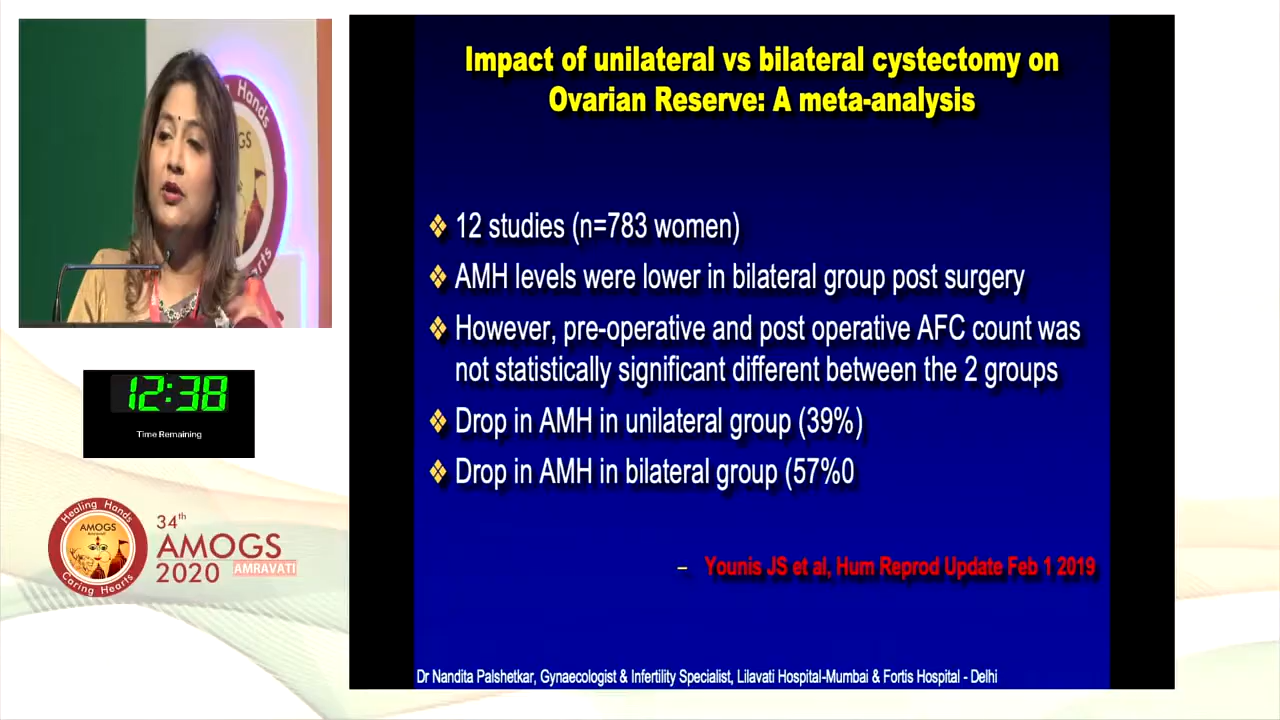 Impact of unilateral vs bilateral cystectomy on
Ovarian Reserve: A meta-analysis
12 studies (n=783 women)
AMH levels were lower in bilateral group post surgery
However, pre-operative and post operative AFC count was
not statistically significant different between the 2 groups
Drop in AMH in unilateral group (39%)
Drop in AMH in bilateral group (57%0
– Younis JS et al, Hum Reprod Update Feb 1 2019
Dr Nandita Palshetkar, Gynaecologist & Infertility Specialist, Lilavati Hospital-Mumbai & Fortis Hospital - Delhi
Hands
OGS
Hearts
12:38
Time Remaining
Healing Hands
AMOGS
Caring Hearts
34th
AMOGS
2020 AMRAVATI